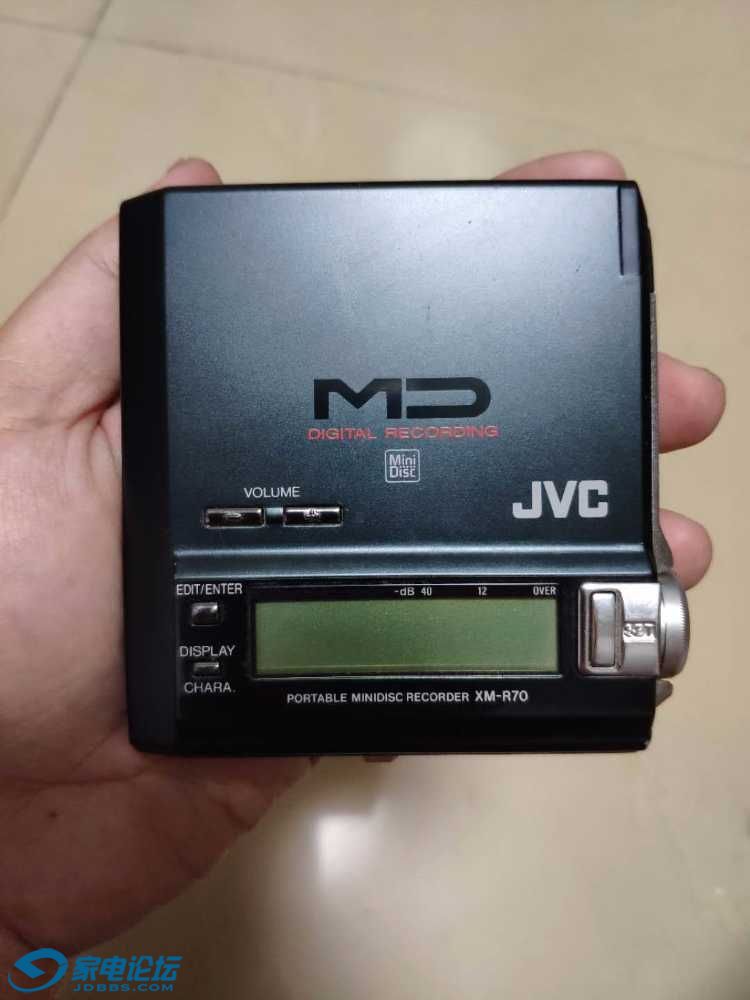 MD
DIGITAL RECORDING
Mini
Disc
VOLUME
JVC
EDIT/ENTER
-dB 40 12 OVER
SET
DISPLAY
CHARA.
PORTABLE MINIDISC RECORDER XM-R70
家电论坛
JDBBS.COM